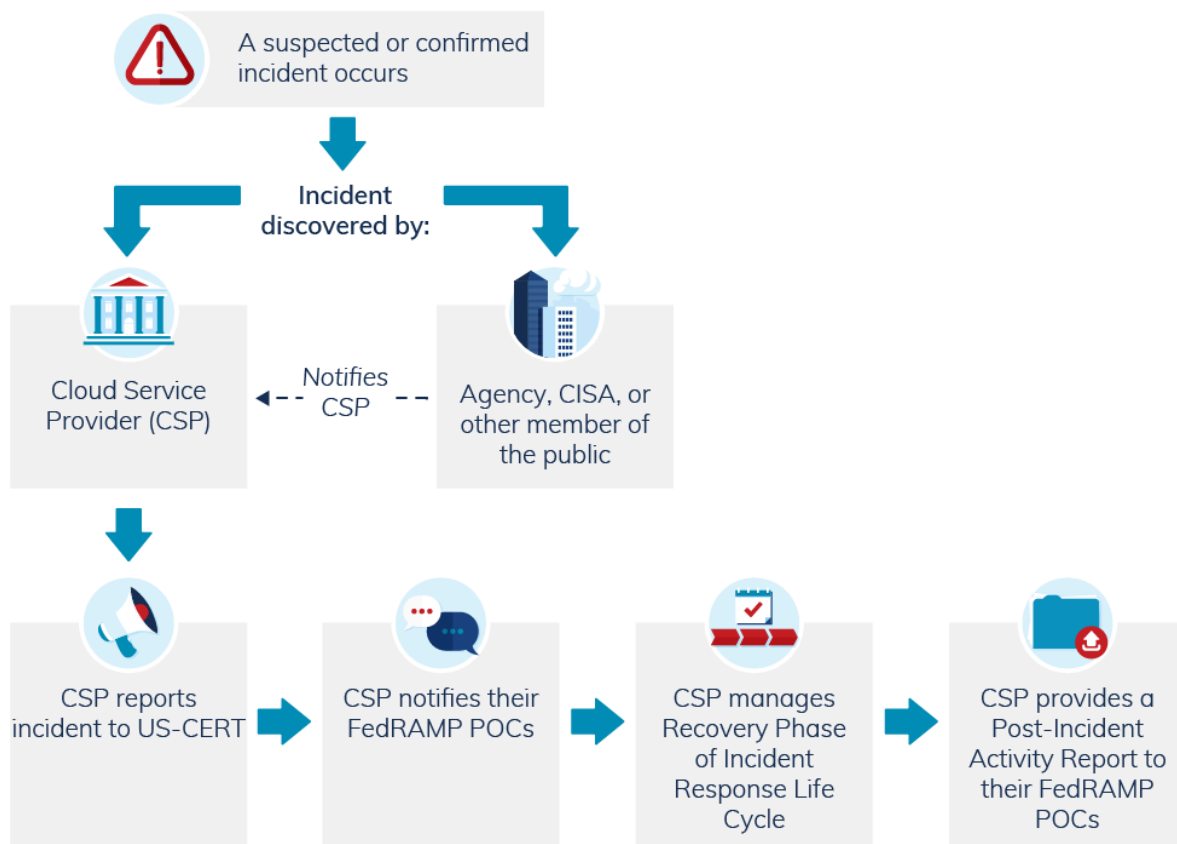 A suspected or confirmed
incident occurs
Incident
discovered by:
Cloud Service
Provider (CSP)
Notifies
CSP
Agency, CISA, or
other member of
the public
CSP reports
incident to US-CERT
CSP notifies their
FedRAMP POCs
CSP manages
Recovery Phase
of Incident
Response Life
Cycle
CSP provides a
Post-Incident
Activity Report to
their FedRAMP
POCs